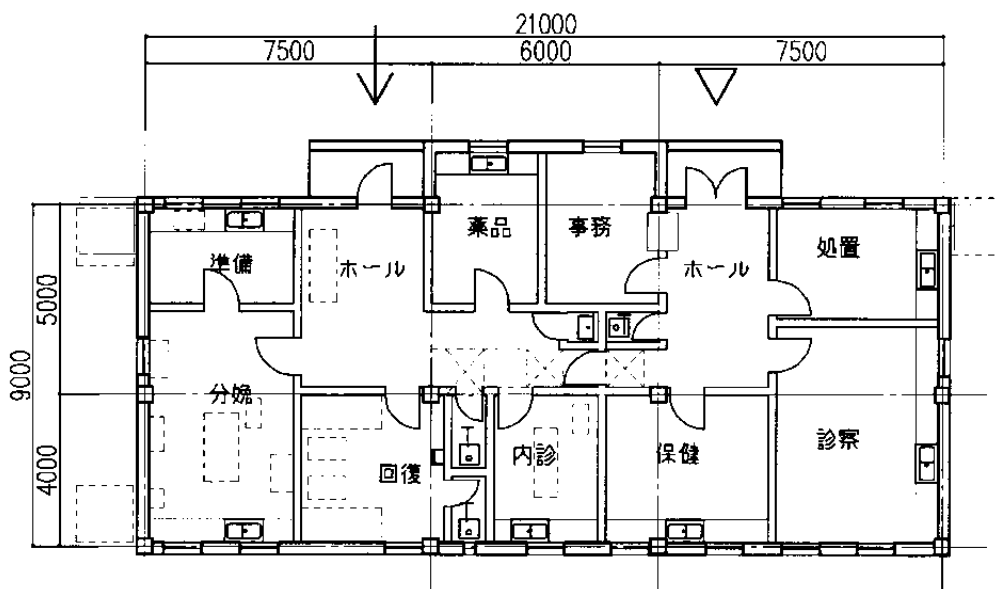 21000
7500
6000
7500
薬品
事務
準備
ホール
ホール
処置
5000
9000
分娩
4000
回復
内診
保健
診察